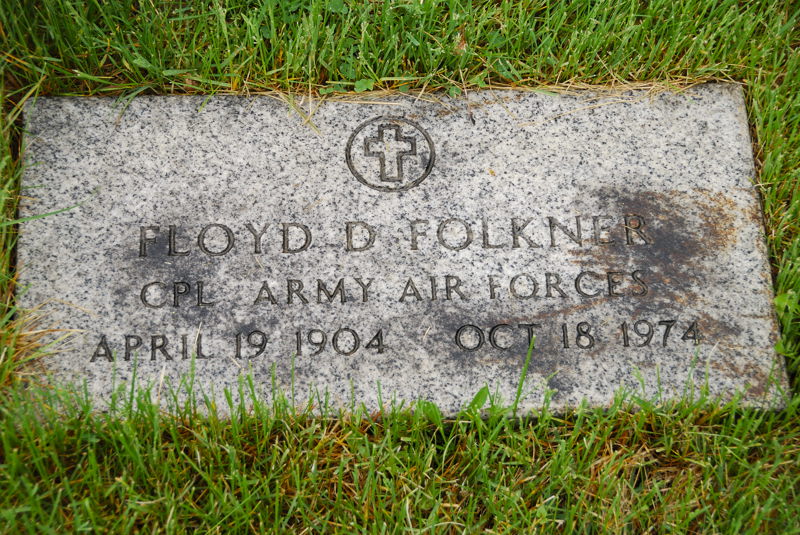 FLOYD D FOLKNER
CPL ARMY AIR FORCES
APRIL 19 1904 OCT 18 1974